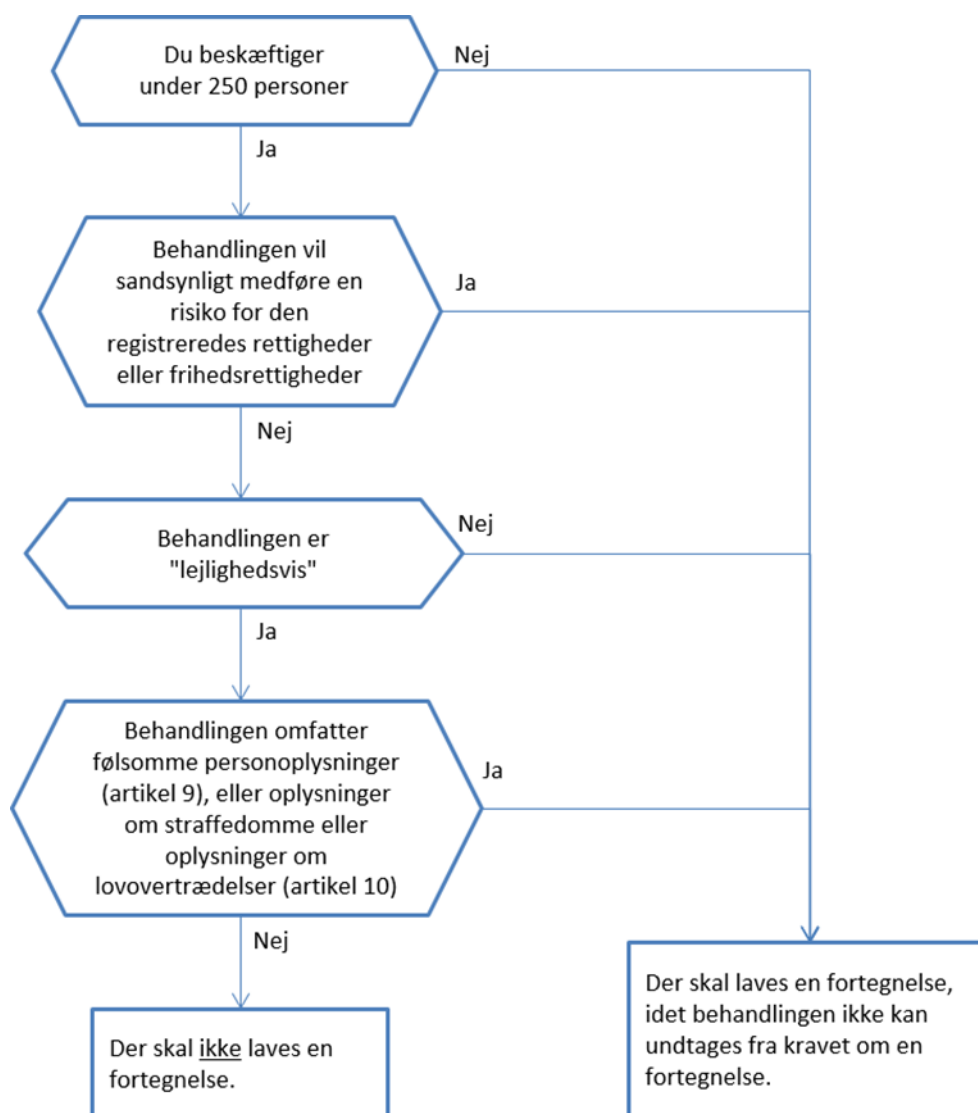 Du beskæftiger
under 250 personer
Nej
Ja
Behandlingen vil
sandsynligt medføre en
risiko for den
registreredes rettigheder
eller frihedsrettigheder
Ja
Nej
Behandlingen er
"lejlighedsvis"
Nej
Ja
Behandlingen omfatter
følsomme personoplysninger
(artikel 9), eller oplysninger
om straffedomme eller
oplysninger om
lovovertrædelser (artikel 10)
Ja
Nej
Der skal ikke laves en
fortegnelse.
Der skal laves en fortegnelse,
idet behandlingen ikke kan
undtages fra kravet om en
fortegnelse.